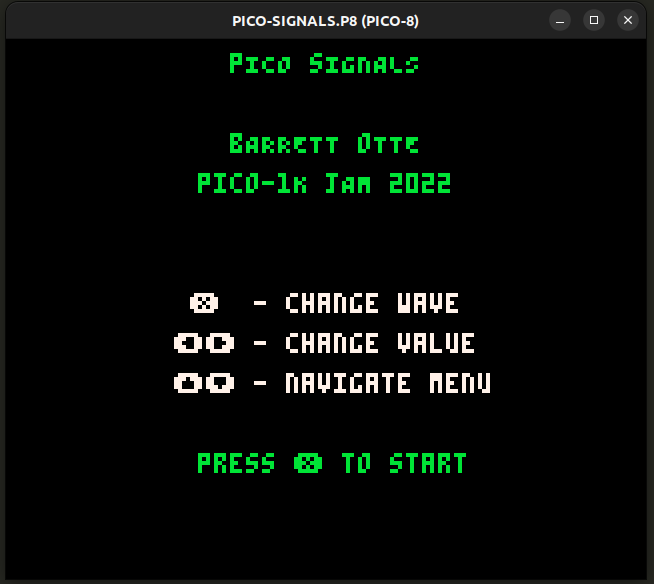 PICO-SIGNALS.P8 (PICO-8)
Pico Signals
Barrett Otte
PICO-1k Jam 2022
❎ - CHANGE WAVE
⬅️➡️ - CHANGE VALUE
⬆️⬇️ - NAVIGATE MENU
PRESS ❎ TO START